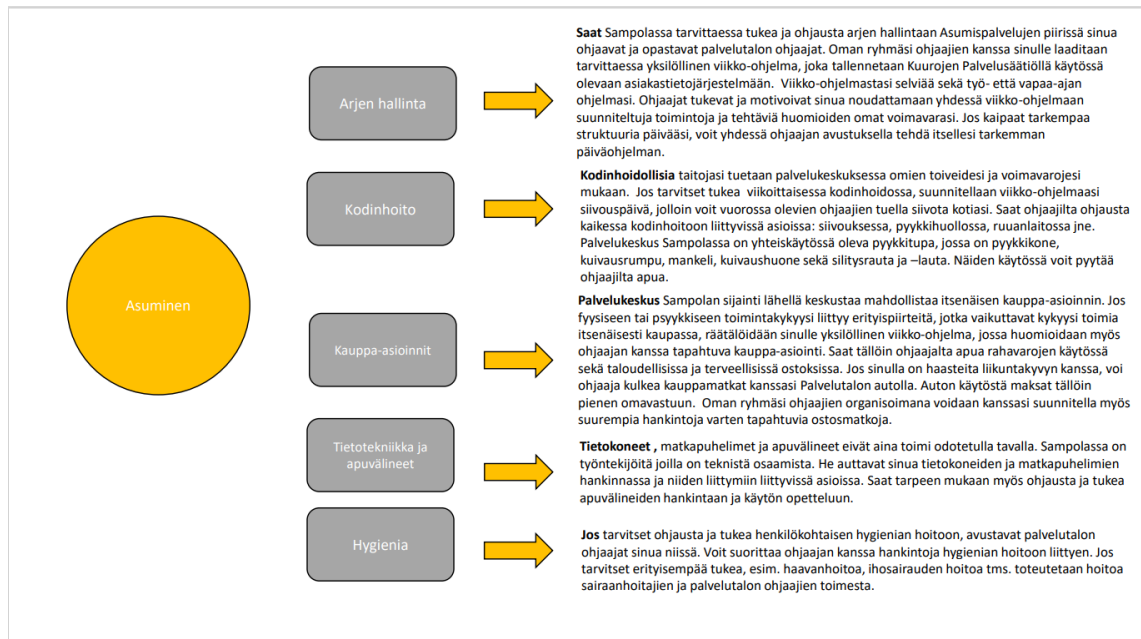 Asuminen
Arjen hallinta
Saat Sampolassa tarvittaessa tukea ja ohjausta arjen hallintaan Asumispalvelujen piirissä sinua
ohjaavat ja opastavat palvelutalon ohjaajat. Oman ryhmäsi ohjaajien kanssa sinulle laaditaan
tarvittaessa yksilöllinen viikko-ohjelma, joka tallennetaan Kuurojen Palvelusäätiöllä käytössä
olevaan asiakastietojärjestelmään. Viikko-ohjelmastasi selviää sekä työ- että vapaa-ajan
ohjelmasi. Ohjaajat tukevat ja motivoivat sinua noudattamaan yhdessä viikko-ohjelmaan
suunniteltuja toimintoja ja tehtäviä huomioiden omat voimavarasi. Jos kaipaat tarkempaa
struktuuria päivääsi, voit yhdessä ohjaajan avustuksella tehdä itsellesi tarkemman
päiväohjelman.
Kodinhoito
Kodinhoidollisia taitojasi tuetaan palvelukeskuksessa omien toiveidesi ja voimavarojesi
mukaan. Jos tarvitset tukea viikoittaisessa kodinhoidossa, suunnitellaan viikko-ohjelmaasi
siivouspäivä, jolloin voit vuorossa olevien ohjaajien tuella siivota kotiasi. Saat ohjaajilta ohjausta
kaikessa kodinhoitoon liittyvissä asioissa: siivouksessa, pyykkihuollossa, ruuanlaitossa jne.
Palvelukeskus Sampolassa on yhteiskäytössä oleva pyykkitupa, jossa on pyykkikone,
kuivausrumpu, mankeli, kuivaushuone sekä silitysrauta ja –lauta. Näiden käytössä voit pyytää
ohjaajilta apua.
Kauppa-asioinnit
Palvelukeskus Sampolan sijainti lähellä keskustaa mahdollistaa itsenäisen kauppa-asioinnin. Jos
fyysiseen tai psyykkiseen toimintakykyysi liittyy erityispiirteitä, jotka vaikuttavat kykyysi toimia
itsenäisesti kaupassa, räätälöidään sinulle yksilöllinen viikko-ohjelma, jossa huomioidaan myös
ohjaajan kanssa tapahtuva kauppa-asiointi. Saat tällöin ohjaajalta apua rahavarojen käytössä
sekä taloudellisissa ja terveellisissä ostoksissa. Jos sinulla on haasteita liikuntakyvyn kanssa, voi
ohjaaja kulkea kauppamatkat kanssasi Palvelutalon autolla. Auton käytöstä maksat tällöin
pienen omavastuun. Oman ryhmäsi ohjaajien organisoimana voidaan kanssasi suunnitella myös
suurempia hankintoja varten tapahtuvia ostosmatkoja.
Tietotekniikka ja
apuvälineet
Tietokoneet , matkapuhelimet ja apuvälineet eivät aina toimi odotetulla tavalla. Sampolassa on
työntekijöitä joilla on teknistä osaamista. He auttavat sinua tietokoneiden ja matkapuhelimien
hankinnassa ja niiden liittymiin liittyvissä asioissa. Saat tarpeen mukaan myös ohjausta ja tukea
apuvälineiden hankintaan ja käytön opetteluun.
Hygienia
Jos tarvitset ohjausta ja tukea henkilökohtaisen hygienian hoitoon, avustavat palvelutalon
ohjaajat sinua niissä. Voit suorittaa ohjaajan kanssa hankintoja hygienian hoitoon liittyen. Jos
tarvitset erityisempää tukea, esim. haavanhoitoa, ihosairauden hoitoa tms. toteutetaan hoitoa
sairaanhoitajien ja palvelutalon ohjaajien toimesta.